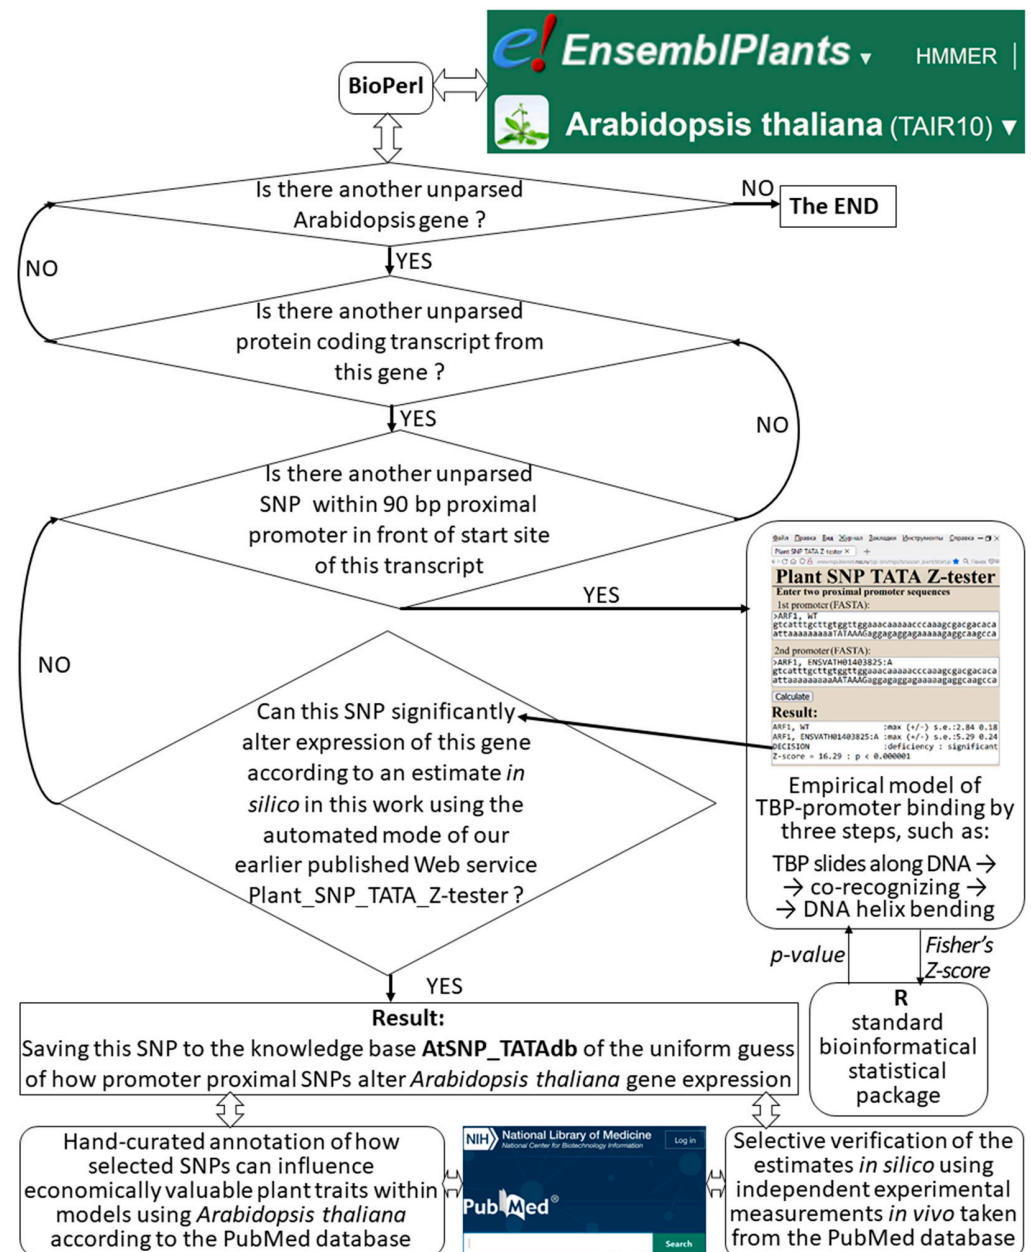 EnsemblPlants ▼ HMMER |
BioPerl
Arabidopsis thaliana (TAIR10) ▼
Is there another unparsed
Arabidopsis gene ?
NO
The END
YES
NO
Is there another unparsed
protein coding transcript from
this gene ?
YES
NO
Is there another unparsed
SNP within 90 bp proximal
promoter in front of start site
of this transcript
YES
NO
Файл Правка Вид Журнал Закладки Инструменты Справка
Plant SNP TATA Z-tester × +
Plant SNP TATA Z-tester
Enter two proximal promoter sequences
1st promoter (FASTA):
>ARF1, WT
gtcatttgcttgtggttggaaacaaaaacccaaagcgacgacaca
attaaaaaaaaaTATAAAGaggagaggagaaaaagaggcaagcca
2nd promoter (FASTA):
>ARF1, ENSVATH01403825:A
gtcatttgcttgtggttggaaacaaaaacccaaagcgacgacaca
attaaaaaaaaaAATAAAGaggagaggagaaaaagaggcaagcca
Calculate
Result:
ARF1, WT :max (+/-) s.e.:2.84 0.18
ARF1, ENSVATH01403825:A :max (+/-) s.e.:5.29 0.24
DECISION :deficiency : significant
Z-score = 16.29 : p < 0.000001
Empirical model of
TBP-promoter binding by
three steps, such as:
TBP slides along DNA →
→ co-recognizing →
→ DNA helix bending
Can this SNP significantly
alter expression of this gene
according to an estimate in
silico in this work using the
automated mode of our
earlier published Web service
Plant_SNP_TATA_Z-tester ?
p-value
Fisher's
Z-score
YES
R
standard
bioinformatical
statistical
package
Result:
Saving this SNP to the knowledge base AtSNP_TATAdb of the uniform guess
of how promoter proximal SNPs alter Arabidopsis thaliana gene expression
Hand-curated annotation of how
selected SNPs can influence
economically valuable plant traits within
models using Arabidopsis thaliana
according to the PubMed database
NIH National Library of Medicine
National Center for Biotechnology Information
Log in
PubMed®
Search
Selective verification of the
estimates in silico using
independent experimental
measurements in vivo taken
from the PubMed database